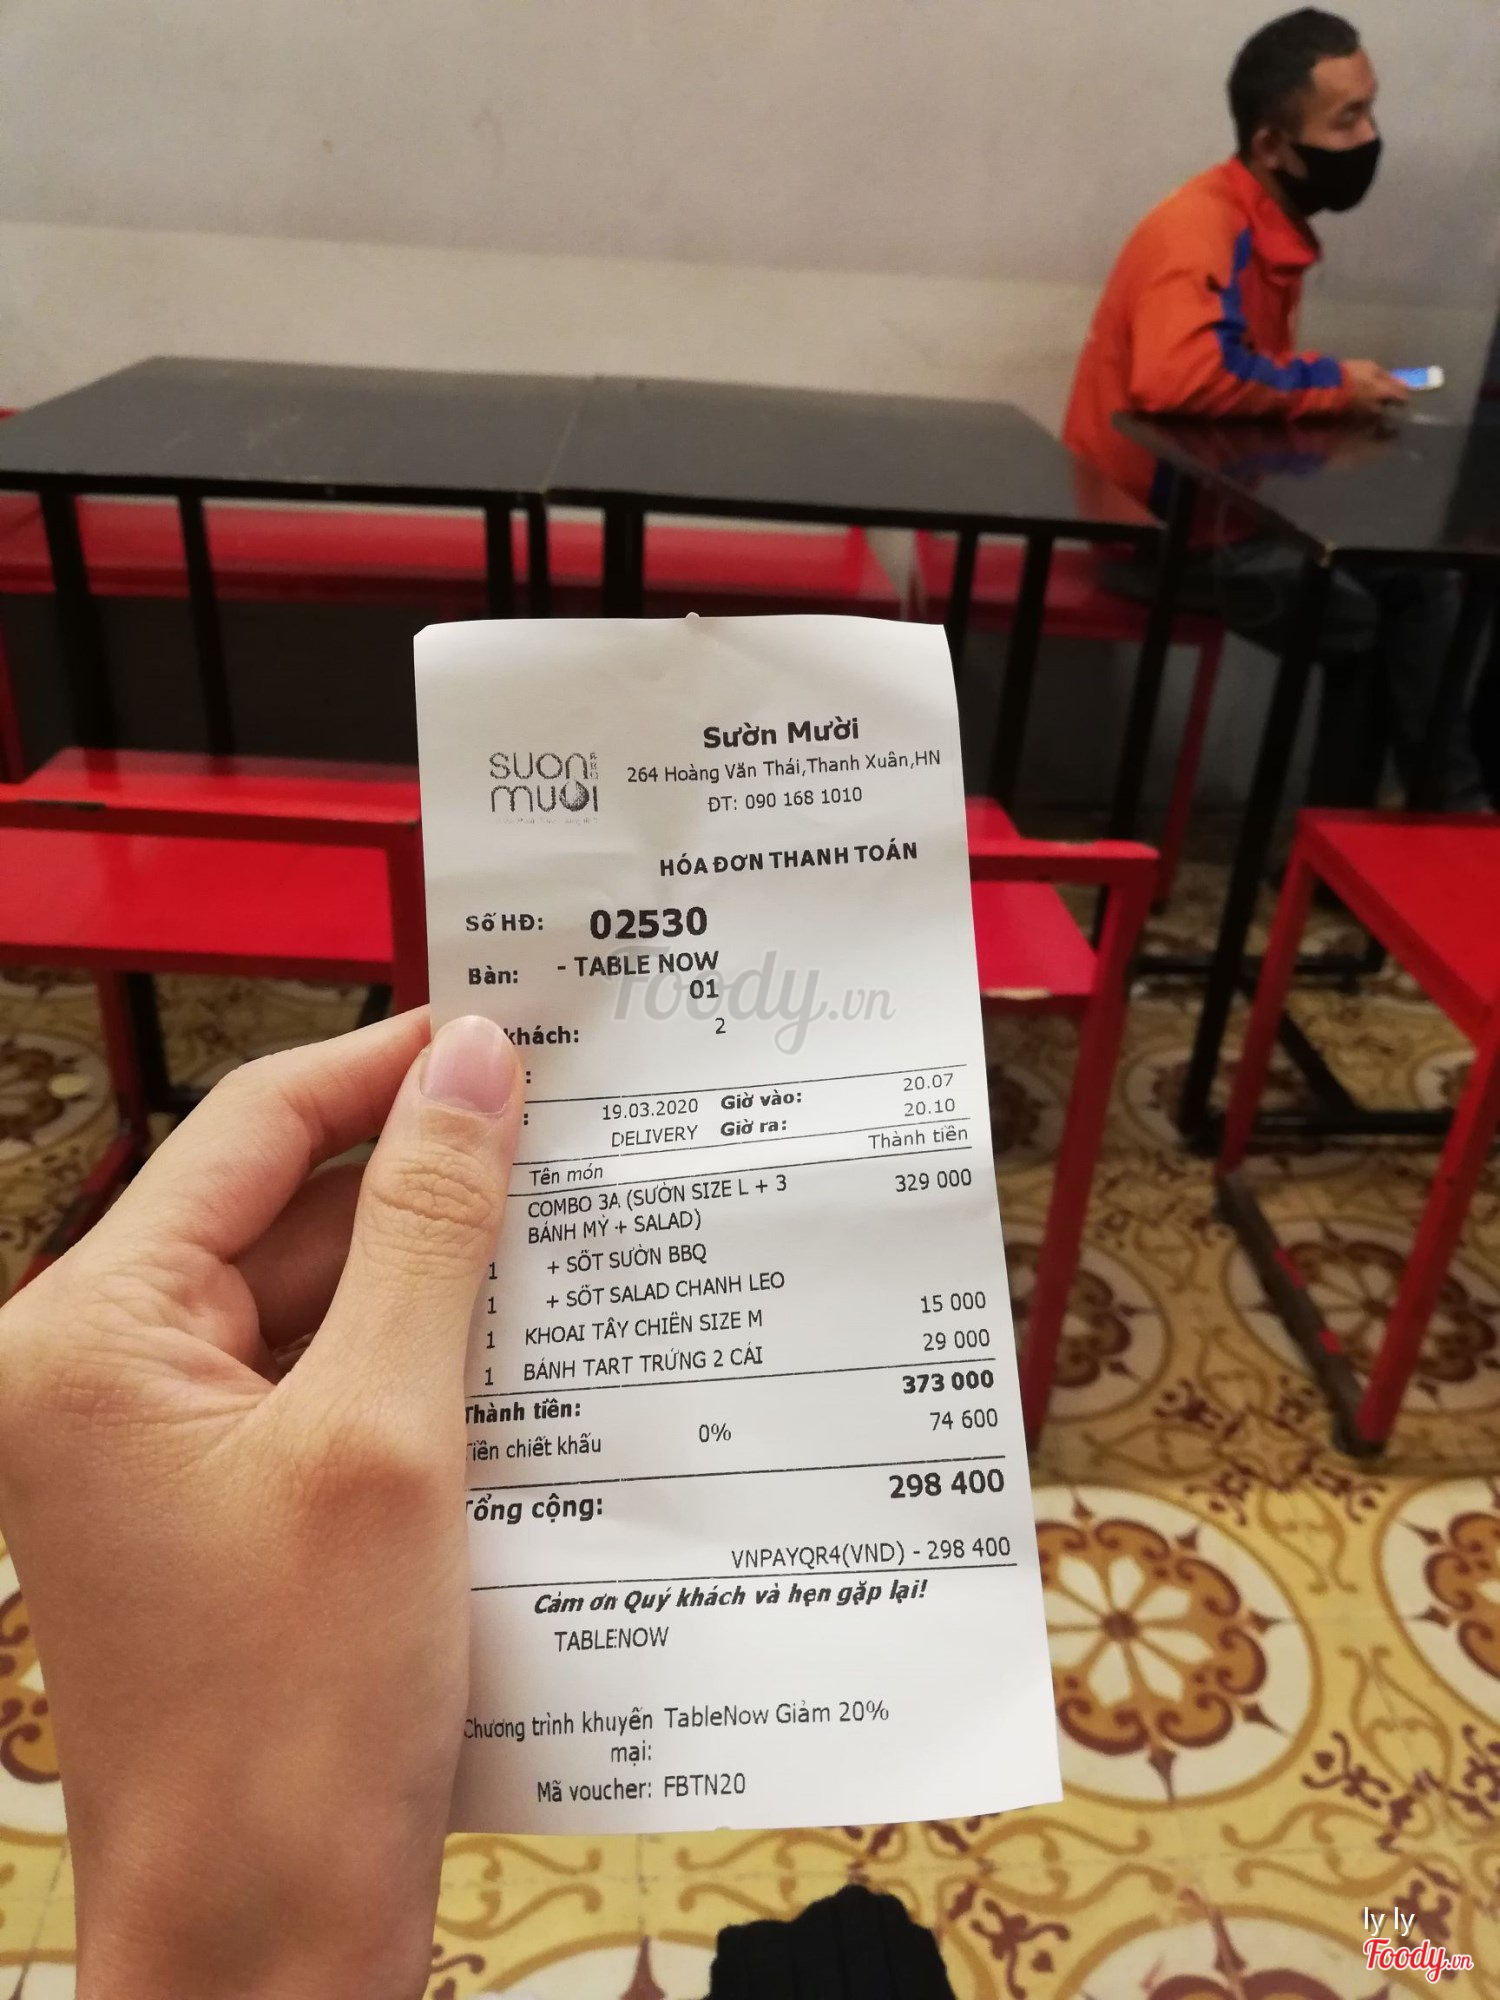 Sườn Mười
SUON BBQ
MUOI
264 Hoàng Văn Thái,Thanh Xuân,HN
ĐT: 090 168 1010
HÓA ĐƠN THANH TOÁN
Số HĐ: 02530
Bàn: - TABLE NOW
01
khách: 2
:
: 19.03.2020 Giờ vào: 20.07
DELIVERY Giờ ra: 20.10
Tên món Thành tiền
COMBO 3A (SƯỜN SIZE L + 3 329 000
BÁNH MỲ + SALAD)
1 + SỐT SƯỜN BBQ
1 + SỐT SALAD CHANH LEO
1 KHOAI TÂY CHIÊN SIZE M 15 000
1 BÁNH TART TRỨNG 2 CÁI 29 000
Thành tiền: 373 000
Tiền chiết khấu 0% 74 600
Tổng cộng: 298 400
VNPAYQR4(VND) - 298 400
Cảm ơn Quý khách và hẹn gặp lại!
TABLENOW
Chương trình khuyến TableNow Giảm 20%
mại:
Mã voucher: FBTN20
Foody.vn
ly ly
Foody.vn